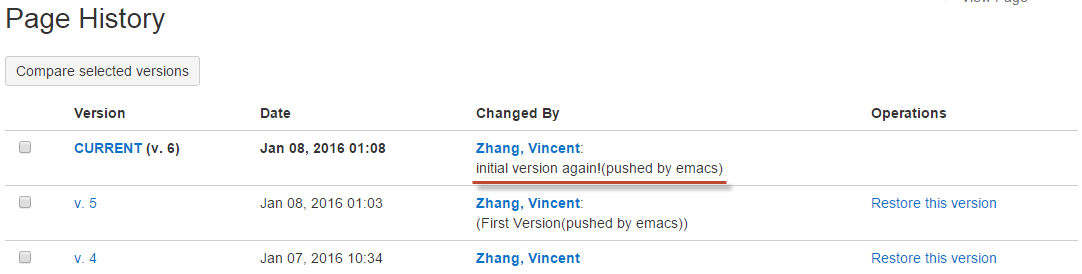 View Page
Page History
Compare selected versions
Version Date Changed By Operations
CURRENT (v. 6) Jan 08, 2016 01:08 Zhang, Vincent:
initial version again!(pushed by emacs)
v. 5 Jan 08, 2016 01:03 Zhang, Vincent: Restore this version
(First Version(pushed by emacs))
v. 4 Jan 07, 2016 10:34 Zhang, Vincent Restore this version